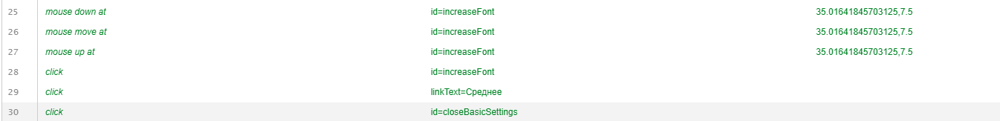 25 mouse down at id=increaseFont 35.01641845703125,7.5
26 mouse move at id=increaseFont 35.01641845703125,7.5
27 mouse up at id=increaseFont 35.01641845703125,7.5
28 click id=increaseFont
29 click linkText=Среднее
30 click id=closeBasicSettings